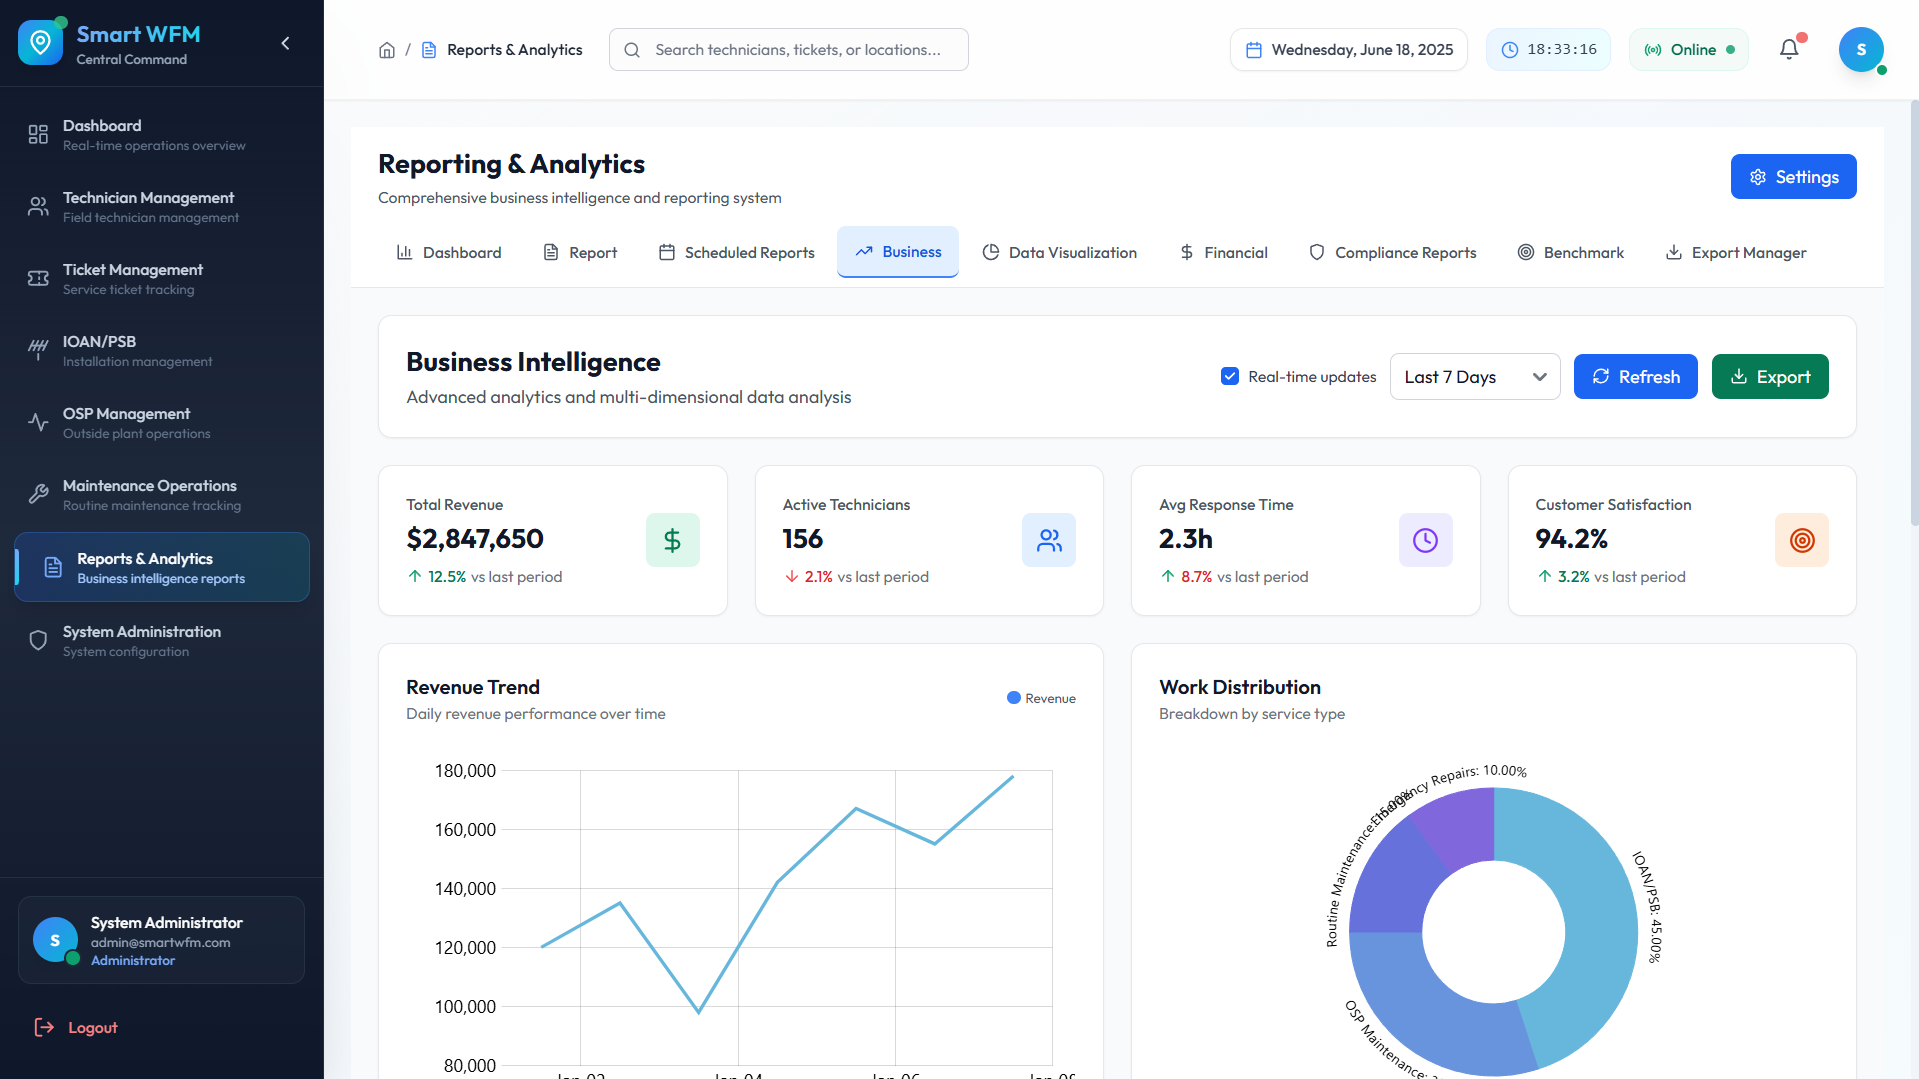 Smart WFM
Central Command
Dashboard
Real-time operations overview
Technician Management
Field technician management
Ticket Management
Service ticket tracking
IOAN/PSB
Installation management
OSP Management
Outside plant operations
Maintenance Operations
Routine maintenance tracking
Reports & Analytics
Business intelligence reports
System Administration
System configuration
S
System Administrator
admin@smartwfm.com
Administrator
Logout
/ Reports & Analytics
Search technicians, tickets, or locations...
Wednesday, June 18, 2025
18:33:16
Online
S
Reporting & Analytics
Comprehensive business intelligence and reporting system
Settings
Dashboard
Report
Scheduled Reports
Business
Data Visualization
Financial
Compliance Reports
Benchmark
Export Manager
Business Intelligence
Advanced analytics and multi-dimensional data analysis
Real-time updates
Last 7 Days
Refresh
Export
Total Revenue
$2,847,650
12.5% vs last period
Active Technicians
156
2.1% vs last period
Avg Response Time
2.3h
8.7% vs last period
Customer Satisfaction
94.2%
3.2% vs last period
Revenue Trend
Daily revenue performance over time
Revenue
180,000
160,000
140,000
120,000
100,000
80,000
Work Distribution
Breakdown by service type
Emergency Repairs: 10.00%
Routine Maintenance: 15.00%
IOAN/PSB: 45.00%
OSP Maintenance: